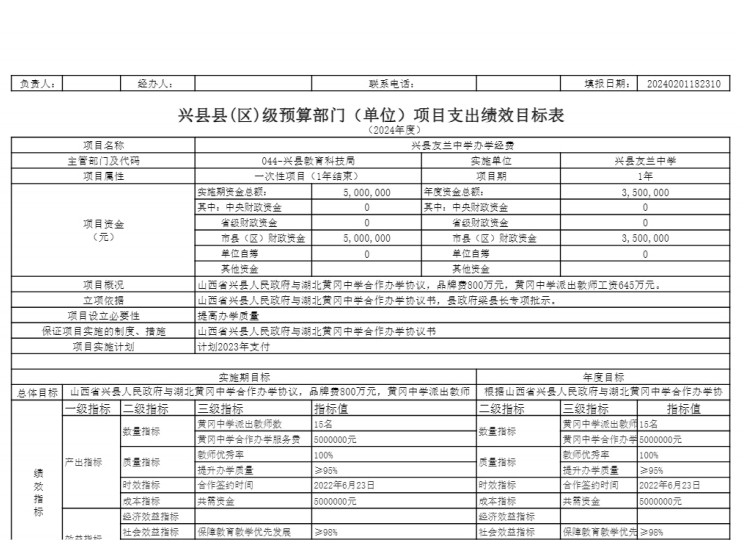 负责人： 经办人： 联系电话： 填报日期： 20240201182310
兴县县(区)级预算部门（单位）项目支出绩效目标表
（2024年度）
项目名称 兴县友兰中学办学经费
主管部门及代码 044-兴县教育科技局 实施单位 兴县友兰中学
项目属性 一次性项目（1年结束） 项目期 1年
项目资金
（元）
实施期资金总额： 5,000,000 年度资金总额： 3,500,000
其中：中央财政资金 0 其中：中央财政资金 0
省级财政资金 0 省级财政资金 0
市县（区）财政资金 5,000,000 市县（区）财政资金 3,500,000
单位自筹 0 单位自筹 0
其他资金 其他资金
项目概况 山西省兴县人民政府与湖北黄冈中学合作办学协议，品牌费800万元，黄冈中学派出教师工资645万元。
立项依据 山西省兴县人民政府与湖北黄冈中学合作办学协议书，县政府梁县长专项批示。
项目设立必要性 提高办学质量
保证项目实施的制度、措施 山西省兴县人民政府与湖北黄冈中学合作办学协议书
项目实施计划 计划2023年支付
实施期目标 年度目标
总体目标 山西省兴县人民政府与湖北黄冈中学合作办学协议，品牌费800万元，黄冈中学派出教师 根据山西省兴县人民政府与湖北黄冈中学合作办学协
绩效指标
一级指标 二级指标 三级指标 指标值 二级指标 三级指标 指标值
产出指标
数量指标 黄冈中学派出教师数 15名 数量指标 黄冈中学派出教师 15名
黄冈中学合作办学服务费 5000000元 黄冈中学合作办学 5000000元
质量指标 教师优秀率 100% 质量指标 教师优秀率 100%
提升办学质量 ≥95% 提升办学质量 ≥95%
时效指标 合作签约时间 2022年6月23日 时效指标 合作签约时间 2022年6月23日
成本指标 共需资金 5000000元 成本指标 共需资金 5000000元
经济效益指标 经济效益指标
效益指标 社会效益指标 保障教育教学优先发展 ≥98% 社会效益指标 保障教育教学优先 ≥98%